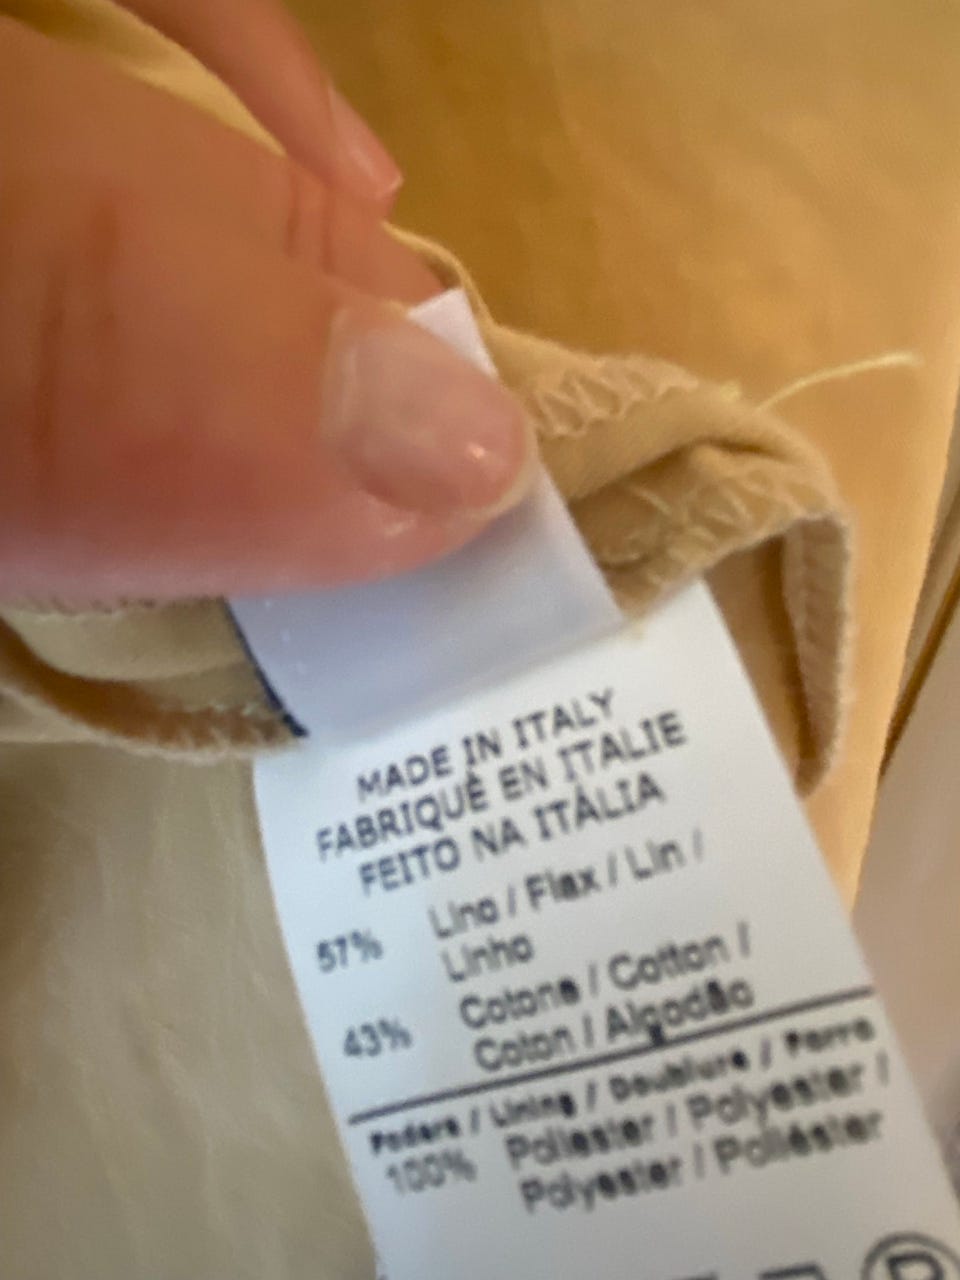 MADE IN ITALY
FABRIQUÉ EN ITALIE
FEITO NA ITÁLIA
57% Lino / Flax / Lin /
Linho
43% Cotone / Cotton /
Coton / Algodão
Fodera / Lining / Doublure / Forro
100% Poliester / Polyester /
Polyester / Poliéster
P